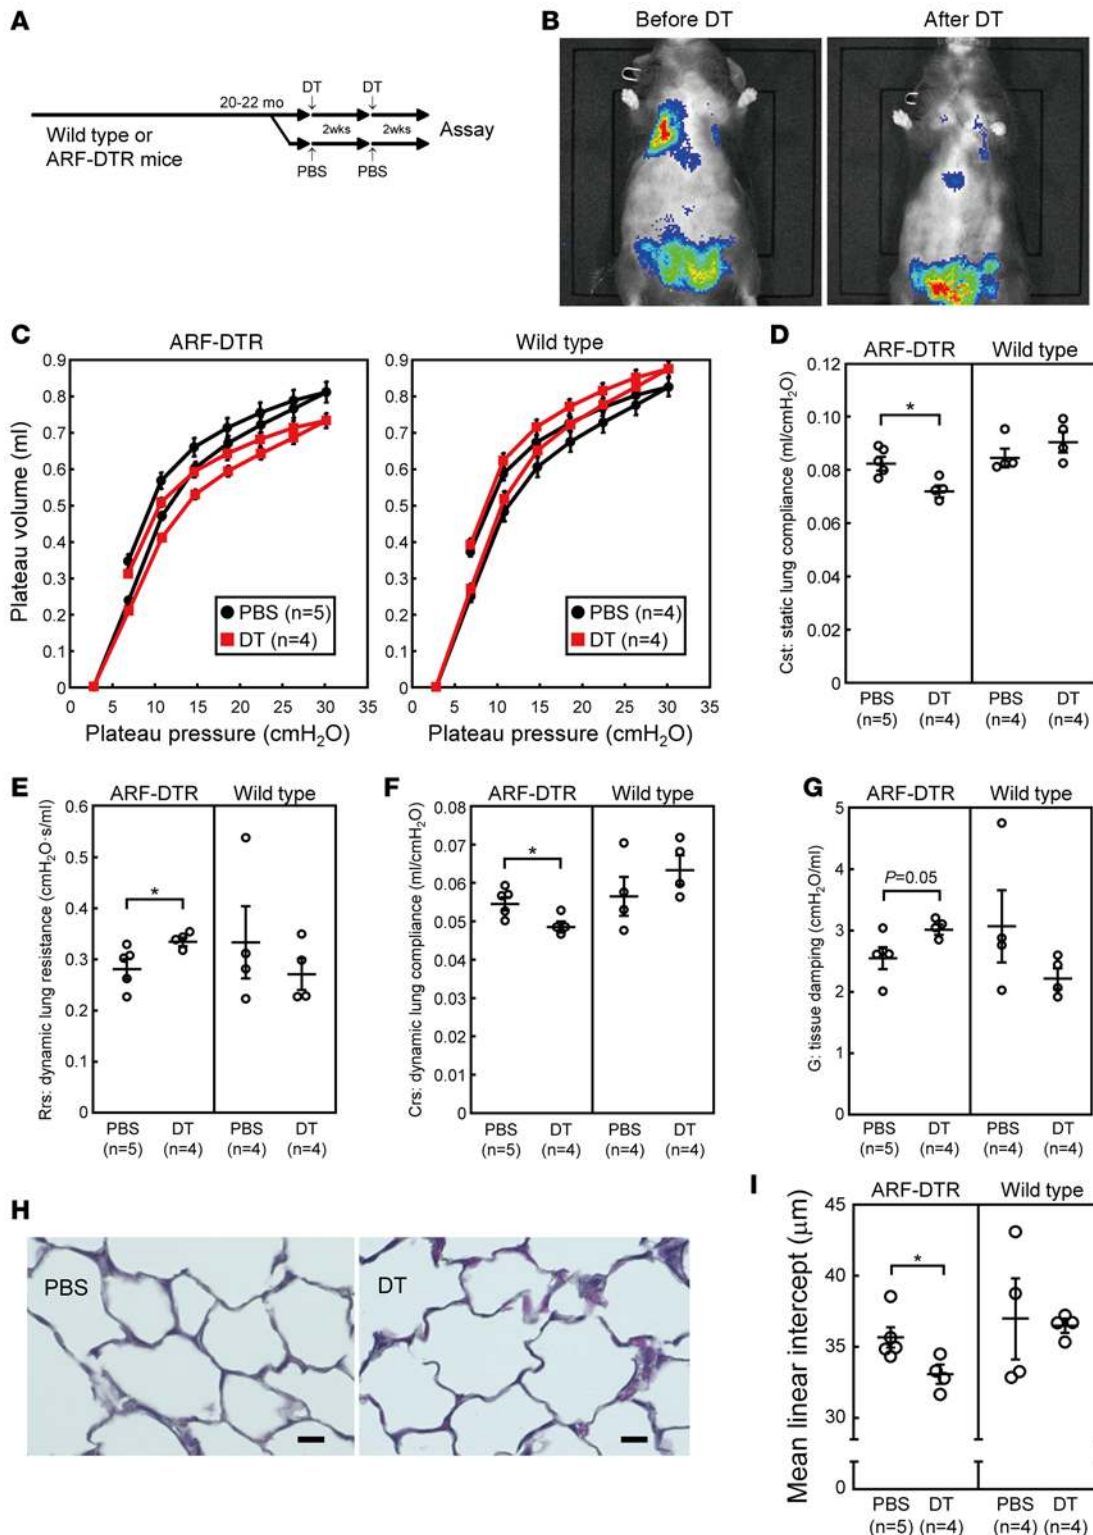 A
20-22 mo
DT
DT
2wks
2wks
Assay
Wild type or
ARF-DTR mice
PBS
PBS
B
Before DT
After DT
C
ARF-DTR
Wild type
Plateau volume (ml)
0.9
0.8
0.7
0.6
0.5
0.4
0.3
0.2
0.1
0
0 5 10 15 20 25 30 35
PBS (n=5)
DT (n=4)
Plateau pressure (cmH₂O)
0.9
0.8
0.7
0.6
0.5
0.4
0.3
0.2
0.1
0
0 5 10 15 20 25 30 35
PBS (n=4)
DT (n=4)
Plateau pressure (cmH₂O)
D
ARF-DTR
Wild type
Cst: static lung compliance (ml/cmH₂O)
0.12
0.10
0.08
0.06
0.04
0.02
0
*
PBS DT PBS DT
(n=5) (n=4) (n=4) (n=4)
E
ARF-DTR
Wild type
Rrs: dynamic lung resistance (cmH₂O·s/ml)
0.6
0.5
0.4
0.3
0.2
0.1
0
*
PBS DT PBS DT
(n=5) (n=4) (n=4) (n=4)
F
ARF-DTR
Wild type
Crs: dynamic lung compliance (ml/cmH₂O)
0.08
0.07
0.06
0.05
0.04
0.03
0.02
0.01
0
*
PBS DT PBS DT
(n=5) (n=4) (n=4) (n=4)
G
ARF-DTR
Wild type
G: tissue damping (cmH₂O/ml)
5
4
3
2
1
0
P=0.05
PBS DT PBS DT
(n=5) (n=4) (n=4) (n=4)
H
PBS
DT
I
ARF-DTR
Wild type
Mean linear intercept (μm)
45
40
35
30
0
*
PBS DT PBS DT
(n=5) (n=4) (n=4) (n=4)